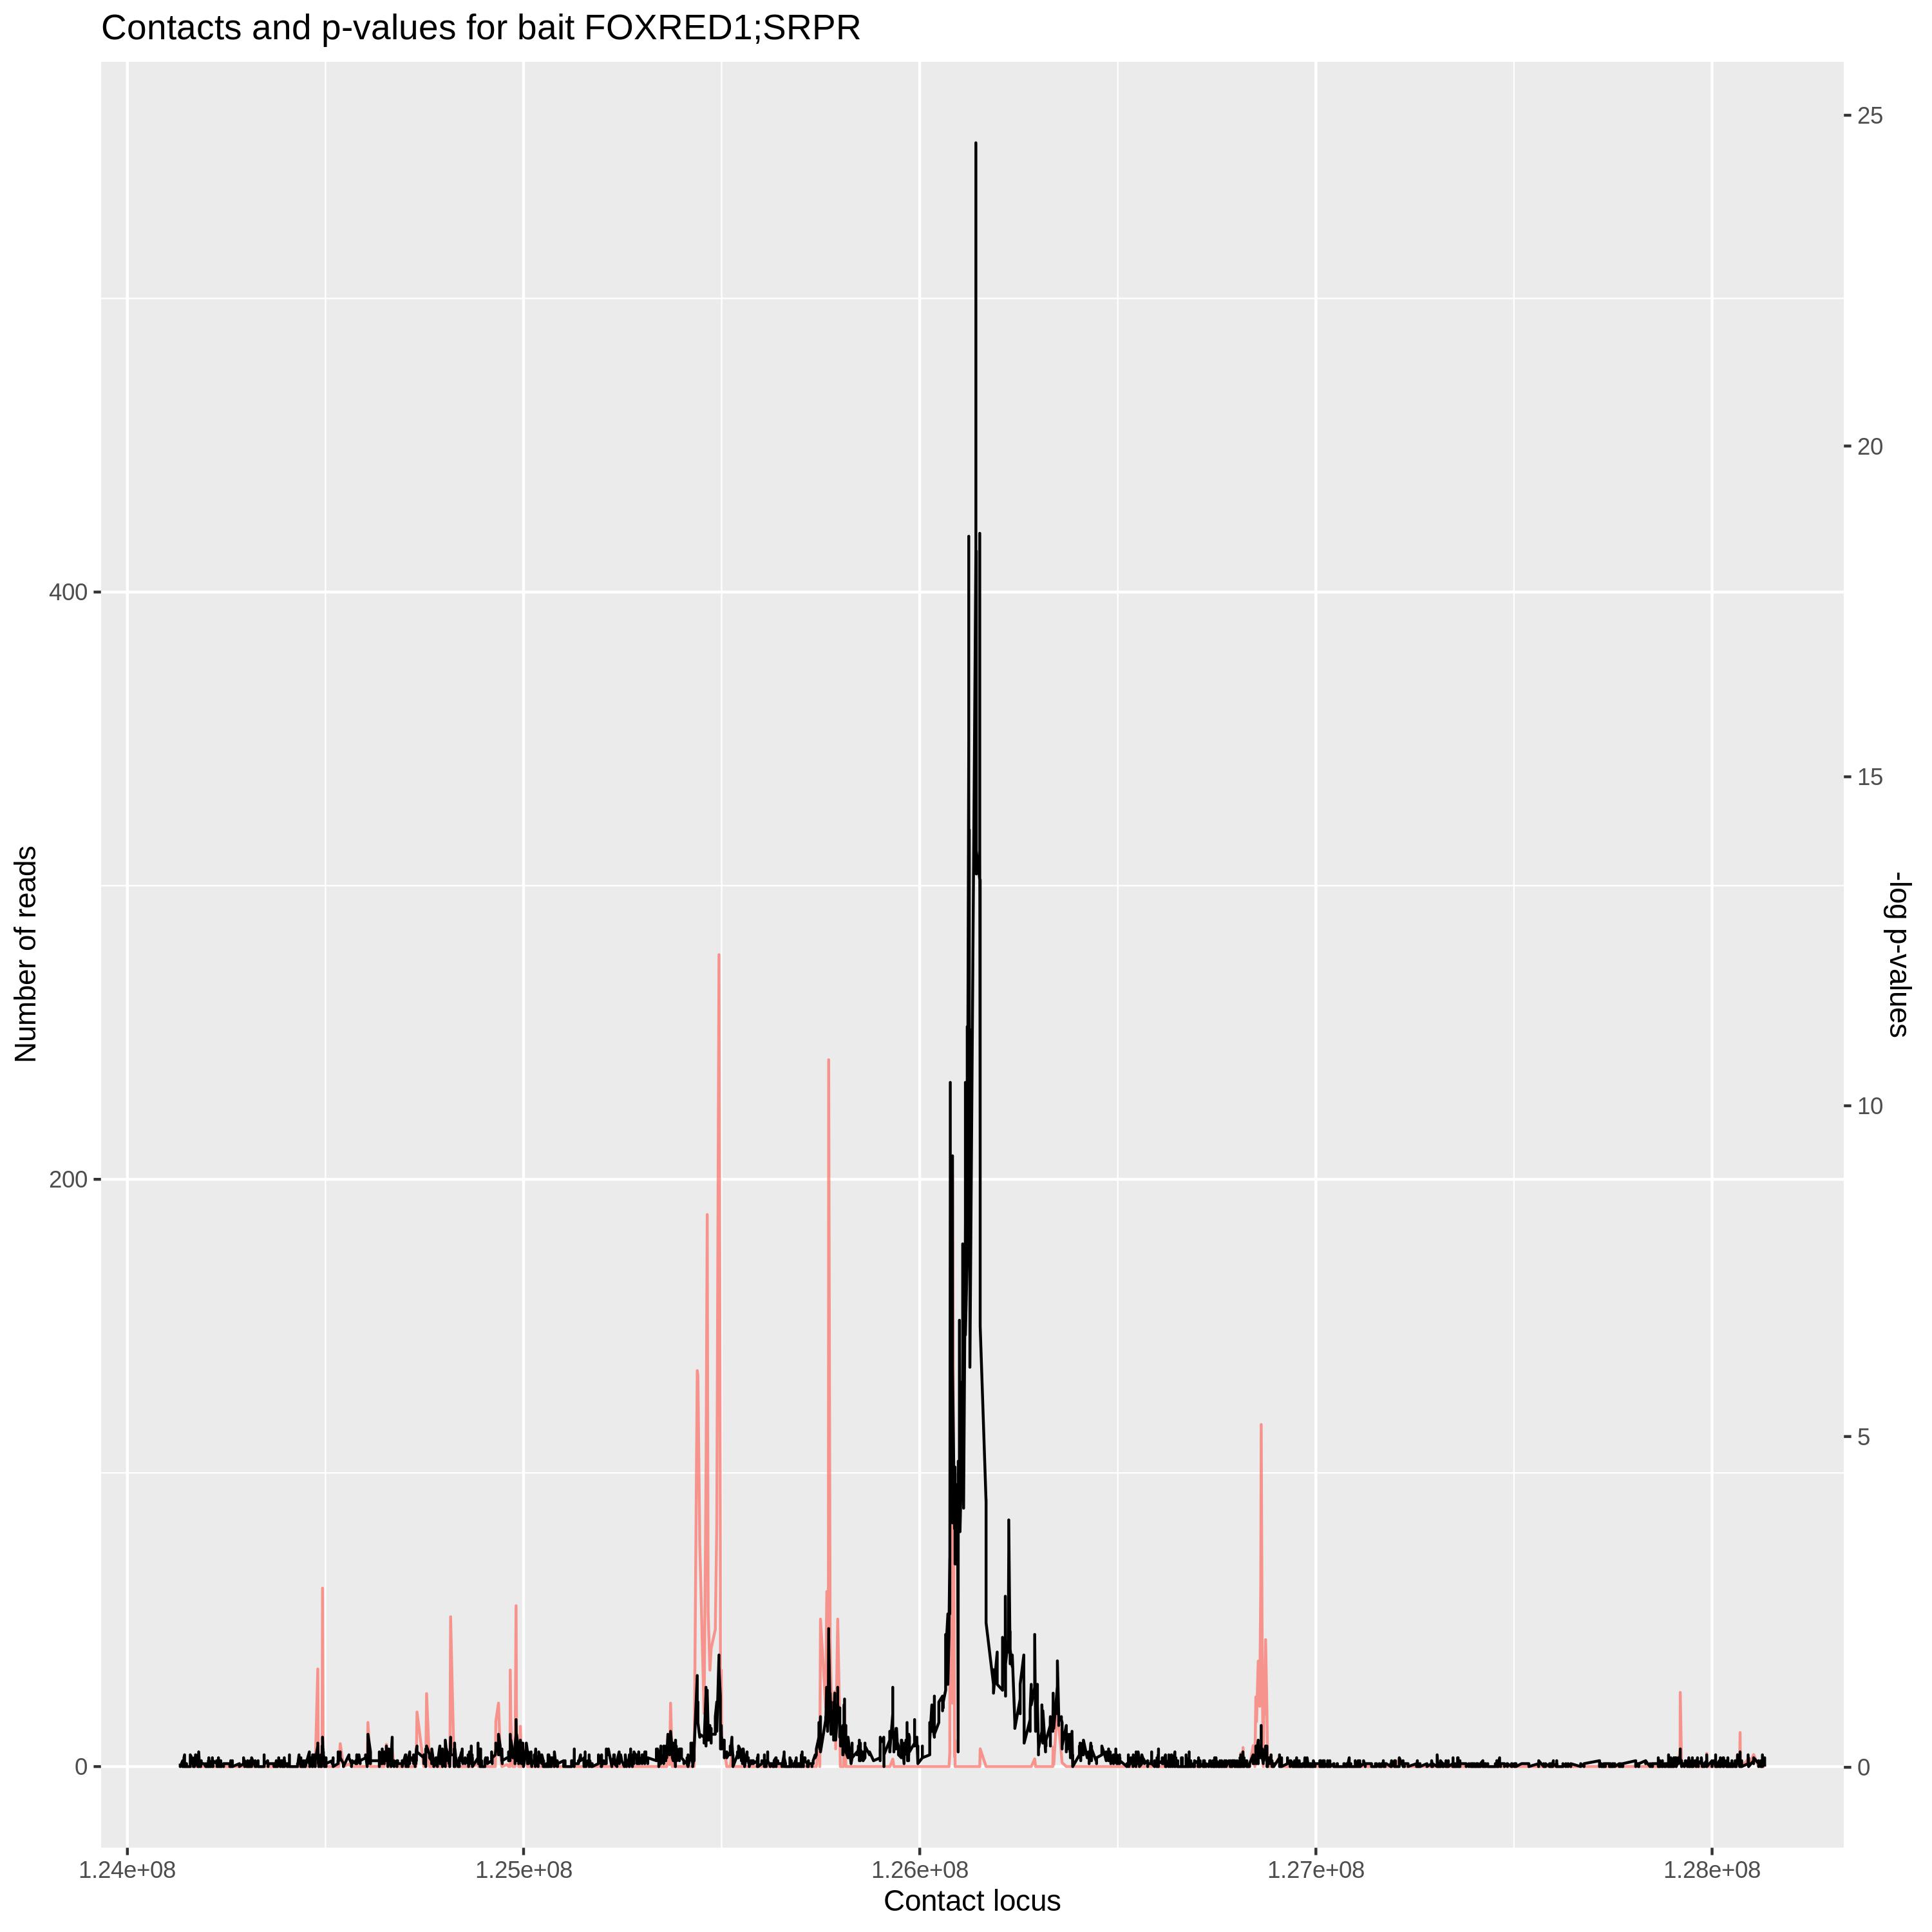 Contacts and p-values for bait FOXRED1;SRPR
Number of reads
400
200
0
25
20
15
10
5
0
-log p-values
1.24e+08
1.25e+08
1.26e+08
1.27e+08
1.28e+08
Contact locus